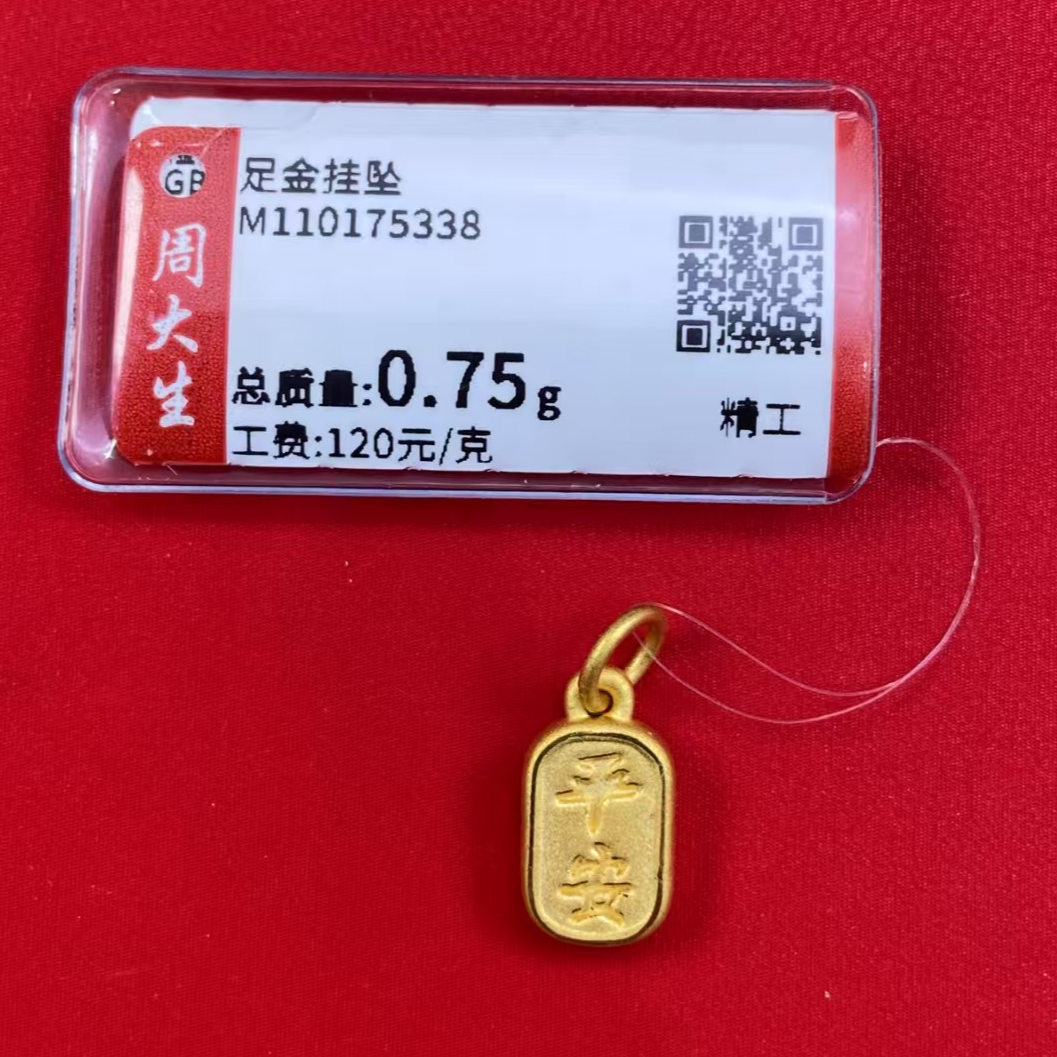 GP
周大生
足金挂坠
M110175338
总质量:0.75g
工费:120元/克
精工
平安